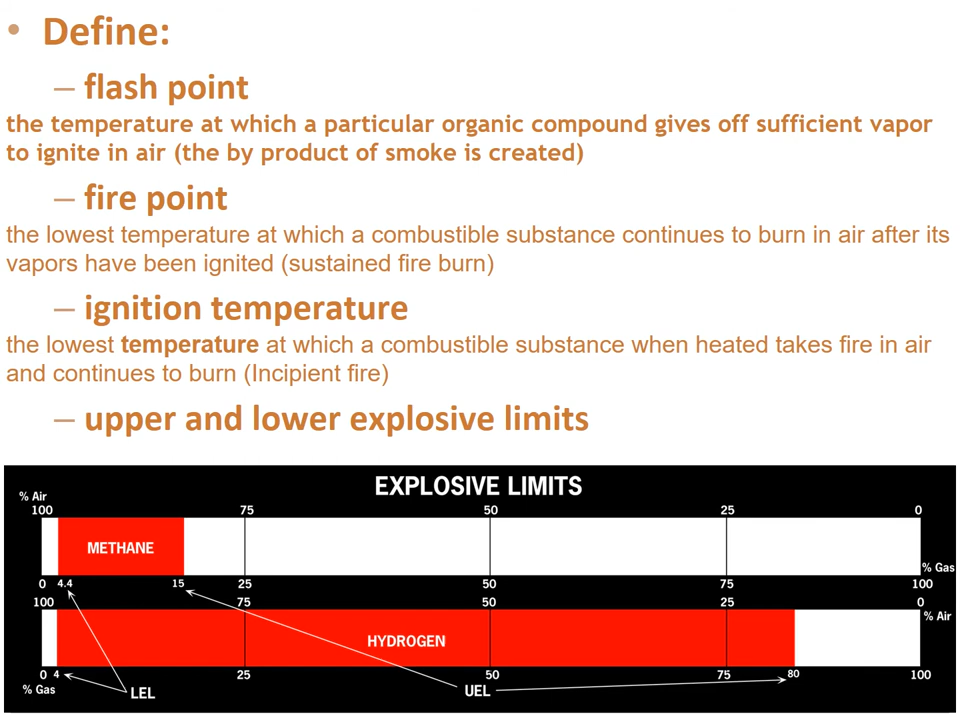 • Define:
– flash point
the temperature at which a particular organic compound gives off sufficient vapor
to ignite in air (the by product of smoke is created)
– fire point
the lowest temperature at which a combustible substance continues to burn in air after its
vapors have been ignited (sustained fire burn)
– ignition temperature
the lowest temperature at which a combustible substance when heated takes fire in air
and continues to burn (Incipient fire)
– upper and lower explosive limits
EXPLOSIVE LIMITS
% Air
100 75 50 25 0
METHANE
% Gas
0 4.4 15 25 50 75 100
100 75 50 25 0
% Air
HYDROGEN
0 4 25 50 75 80 100
% Gas
LEL UEL